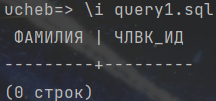 ucheb=> \i query1.sql
ФАМИЛИЯ | ЧЛВК_ИД
---------+---------
(0 строк)